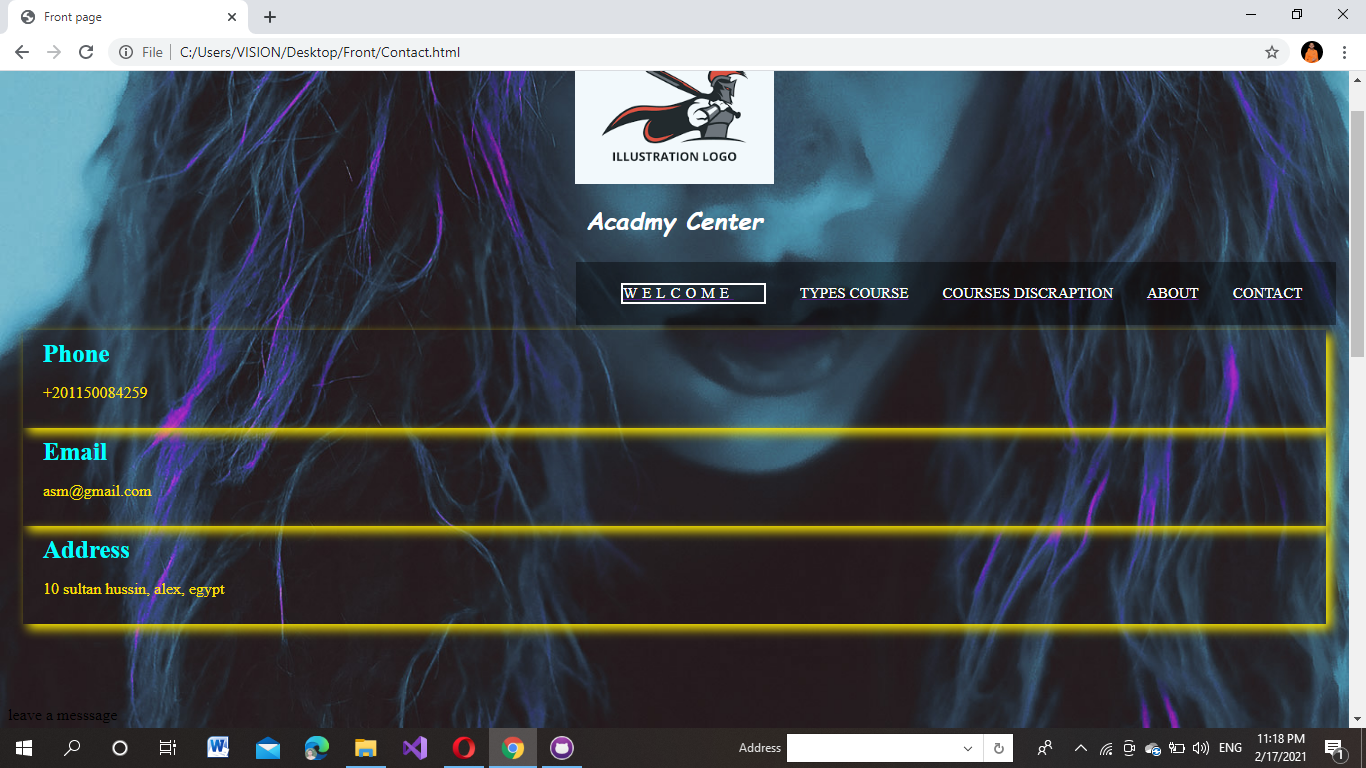 Front page
File
C:/Users/VISION/Desktop/Front/Contact.html
ILLUSTRATION LOGO
Acadmy Center
WELCOME TYPES COURSE COURSES DISCRAPTION ABOUT CONTACT
Phone
+201150084259
Email
asm@gmail.com
Address
10 sultan hussin, alex, egypt
leave a messsage
Address
ENG
11:18 PM
2/17/2021
1